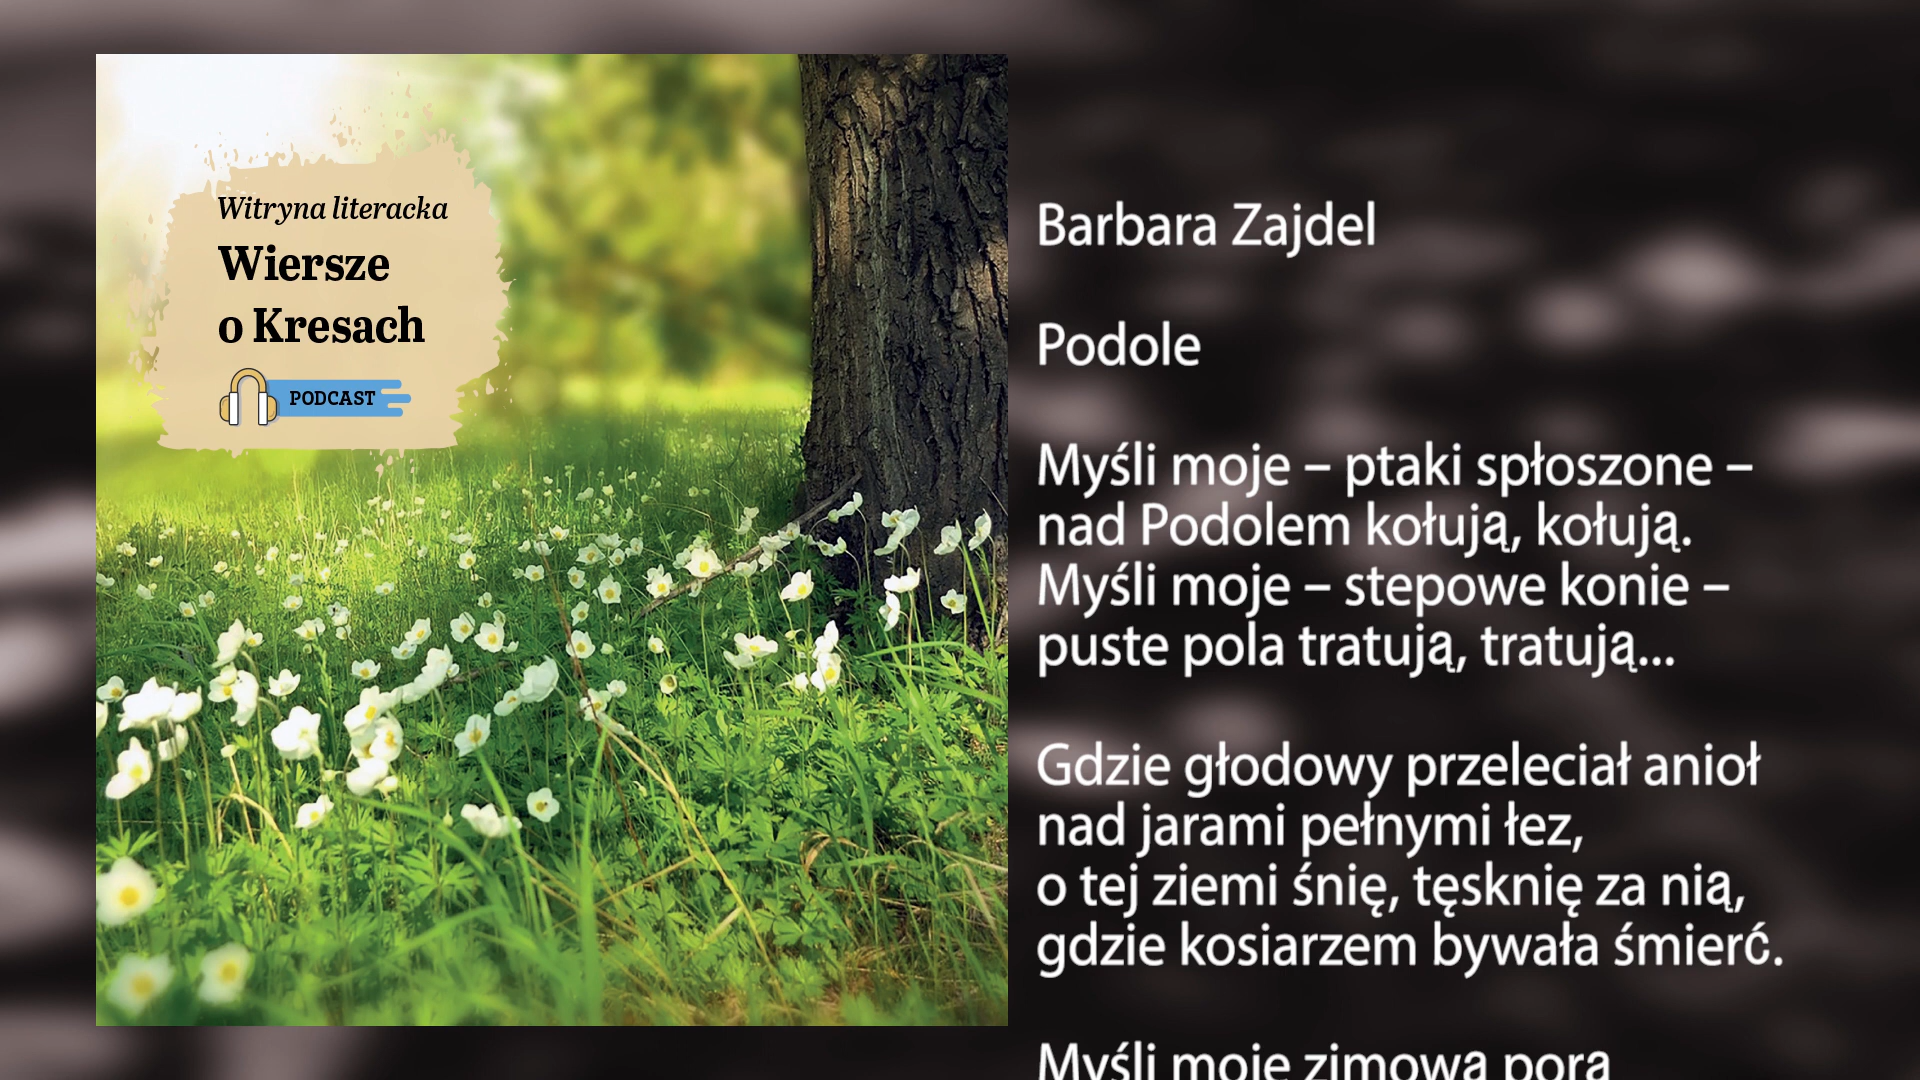 Witryna literacka
Wiersze
o Kresach
PODCAST
Barbara Zajdel
Podole
Myśli moje – ptaki spłoszone –
nad Podolem kołują, kołują.
Myśli moje – stepowe konie –
puste pola tratują, tratują...
Gdzie głodowy przeleciał anioł
nad jarami pełnymi łez,
o tej ziemi śnię, tęsknię za nią,
gdzie kosiarzem bywała śmierć.
Myśli moje zimową porą